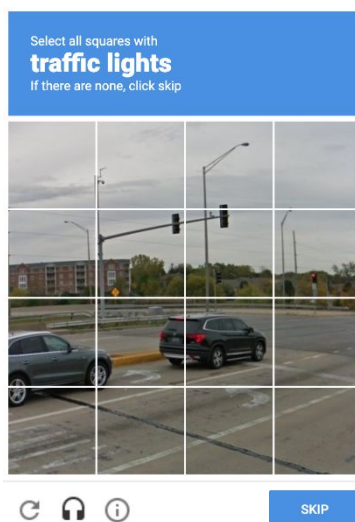 Select all squares with
traffic lights
If there are none, click skip
SKIP